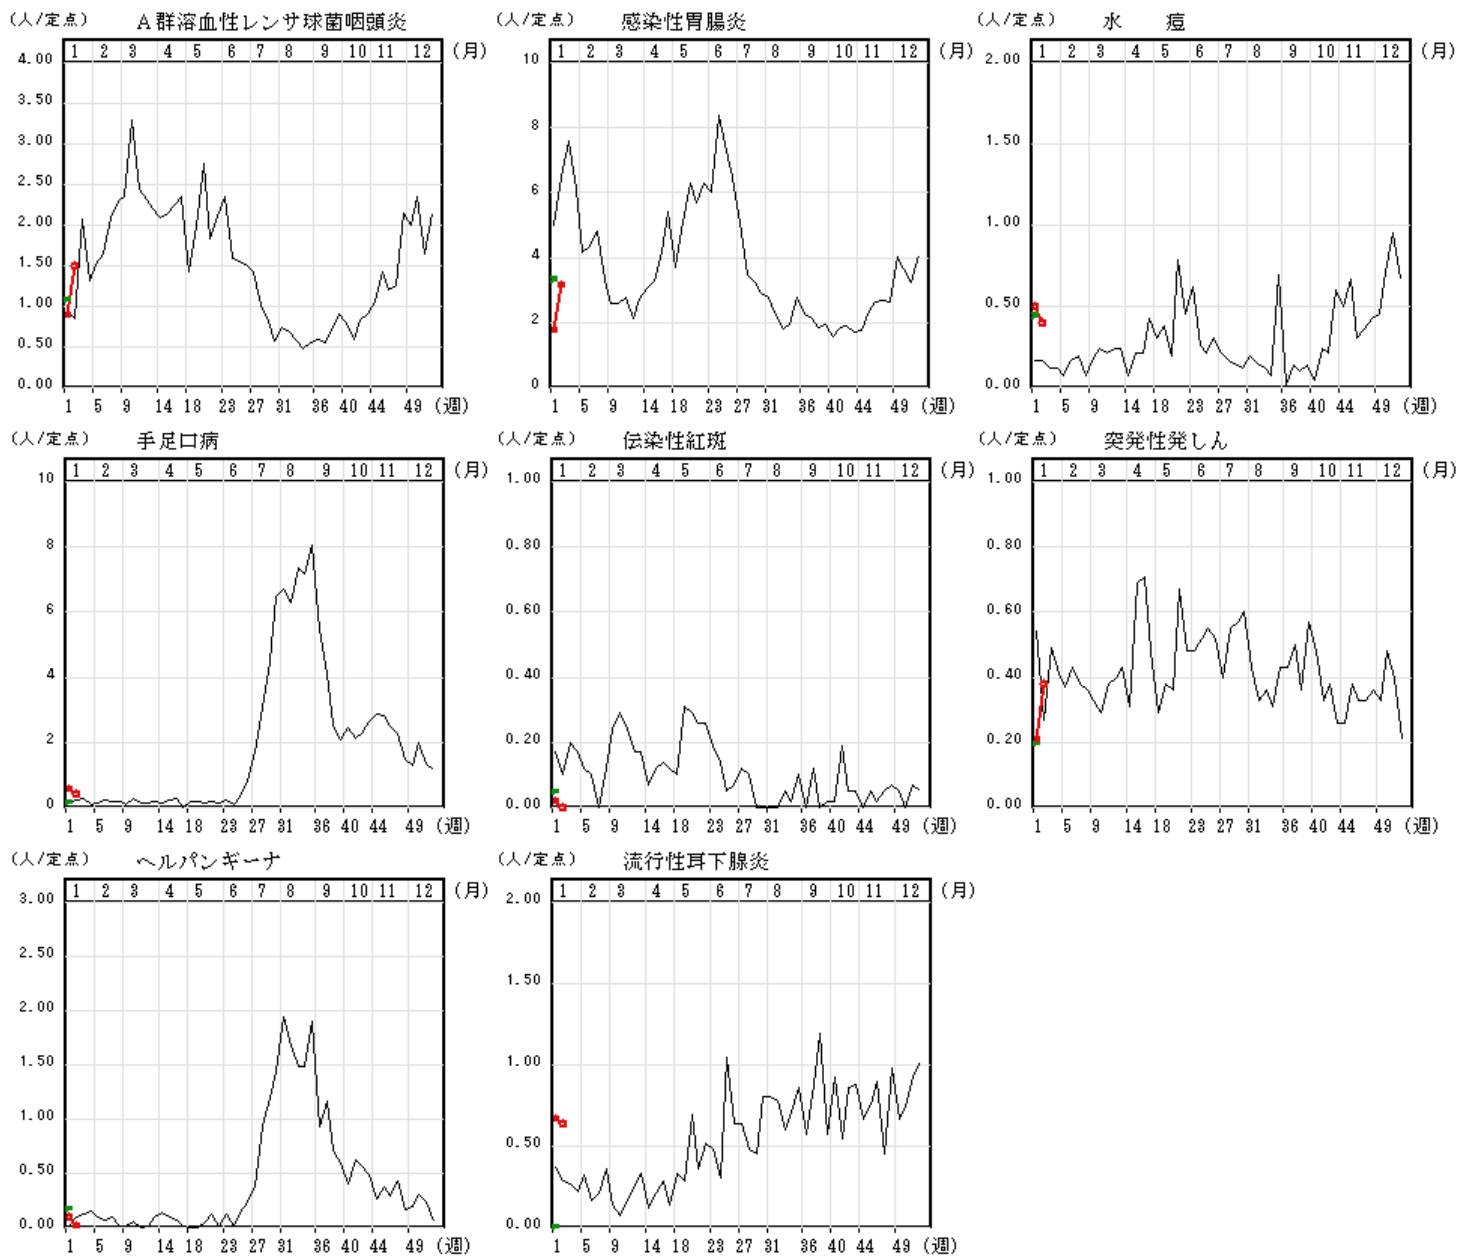 (人/定点) A群溶血性レンサ球菌咽頭炎
1 2 3 4 5 6 7 8 9 10 11 12 (月)
4.00
3.50
3.00
2.50
2.00
1.50
1.00
0.50
0.00
1 5 9 14 18 23 27 31 36 40 44 49 (週)
(人/定点) 感染性胃腸炎
1 2 3 4 5 6 7 8 9 10 11 12 (月)
10
8
6
4
2
0
1 5 9 14 18 23 27 31 36 40 44 49 (週)
(人/定点) 水 痘
1 2 3 4 5 6 7 8 9 10 11 12 (月)
2.00
1.50
1.00
0.50
0.00
1 5 9 14 18 23 27 31 36 40 44 49 (週)
(人/定点) 手足口病
1 2 3 4 5 6 7 8 9 10 11 12 (月)
10
8
6
4
2
0
1 5 9 14 18 23 27 31 36 40 44 49 (週)
(人/定点) 伝染性紅斑
1 2 3 4 5 6 7 8 9 10 11 12 (月)
1.00
0.80
0.60
0.40
0.20
0.00
1 5 9 14 18 23 27 31 36 40 44 49 (週)
(人/定点) 突発性発しん
1 2 3 4 5 6 7 8 9 10 11 12 (月)
1.00
0.80
0.60
0.40
0.20
0.00
1 5 9 14 18 23 27 31 36 40 44 49 (週)
(人/定点) ヘルパンギーナ
1 2 3 4 5 6 7 8 9 10 11 12 (月)
3.00
2.50
2.00
1.50
1.00
0.50
0.00
1 5 9 14 18 23 27 31 36 40 44 49 (週)
(人/定点) 流行性耳下腺炎
1 2 3 4 5 6 7 8 9 10 11 12 (月)
2.00
1.50
1.00
0.50
0.00
1 5 9 14 18 23 27 31 36 40 44 49 (週)